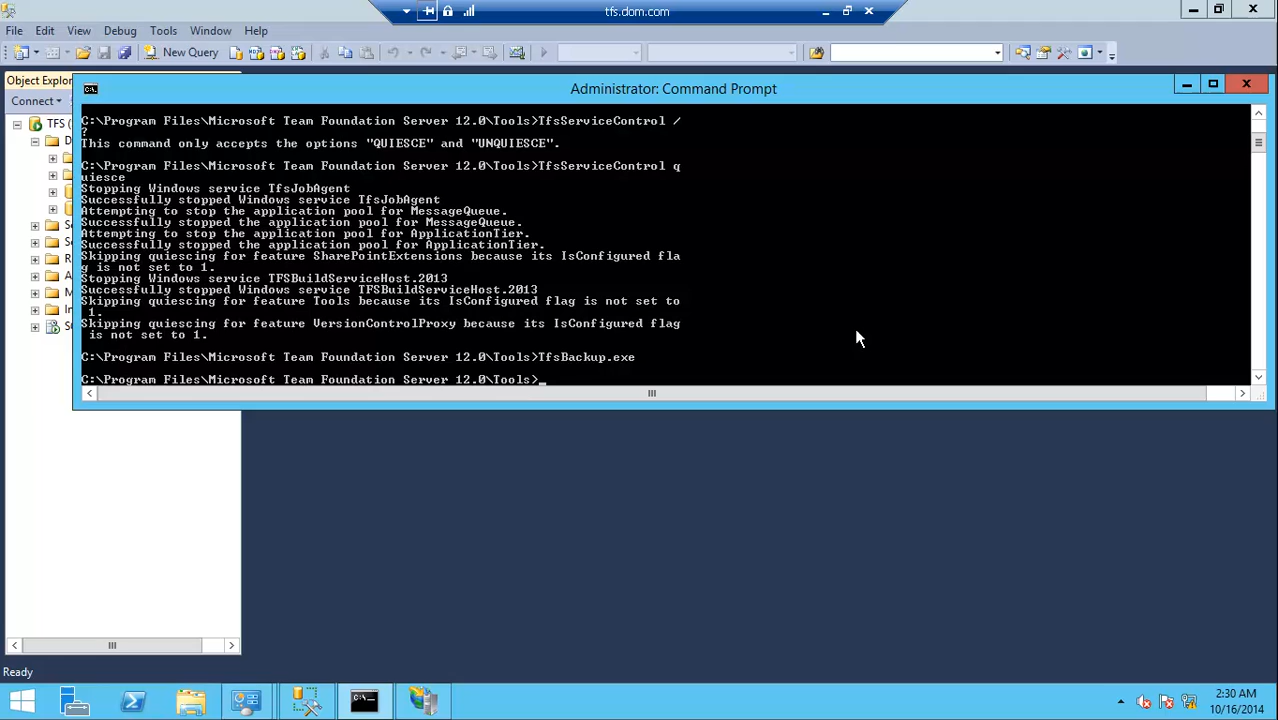 tfs.dom.com
File Edit View Debug Tools Window Help
New Query
Object Explor
Connect
TFS (
D
S
S
R
A
M
In
S
Administrator: Command Prompt
C:\Program Files\Microsoft Team Foundation Server 12.0\Tools>TfsServiceControl /
?
This command only accepts the options "QUIESCE" and "UNQUIESCE".
C:\Program Files\Microsoft Team Foundation Server 12.0\Tools>TfsServiceControl q
uiesce
Stopping Windows service TfsJobAgent
Successfully stopped Windows service TfsJobAgent
Attempting to stop the application pool for MessageQueue.
Successfully stopped the application pool for MessageQueue.
Attempting to stop the application pool for ApplicationTier.
Successfully stopped the application pool for ApplicationTier.
Skipping quiescing for feature SharePointExtensions because its IsConfigured fla
g is not set to 1.
Stopping Windows service TFSBuildServiceHost.2013
Successfully stopped Windows service TFSBuildServiceHost.2013
Skipping quiescing for feature Tools because its IsConfigured flag is not set to
1.
Skipping quiescing for feature VersionControlProxy because its IsConfigured flag
is not set to 1.
C:\Program Files\Microsoft Team Foundation Server 12.0\Tools>TfsBackup.exe
C:\Program Files\Microsoft Team Foundation Server 12.0\Tools>_
Ready
2:30 AM
10/16/2014